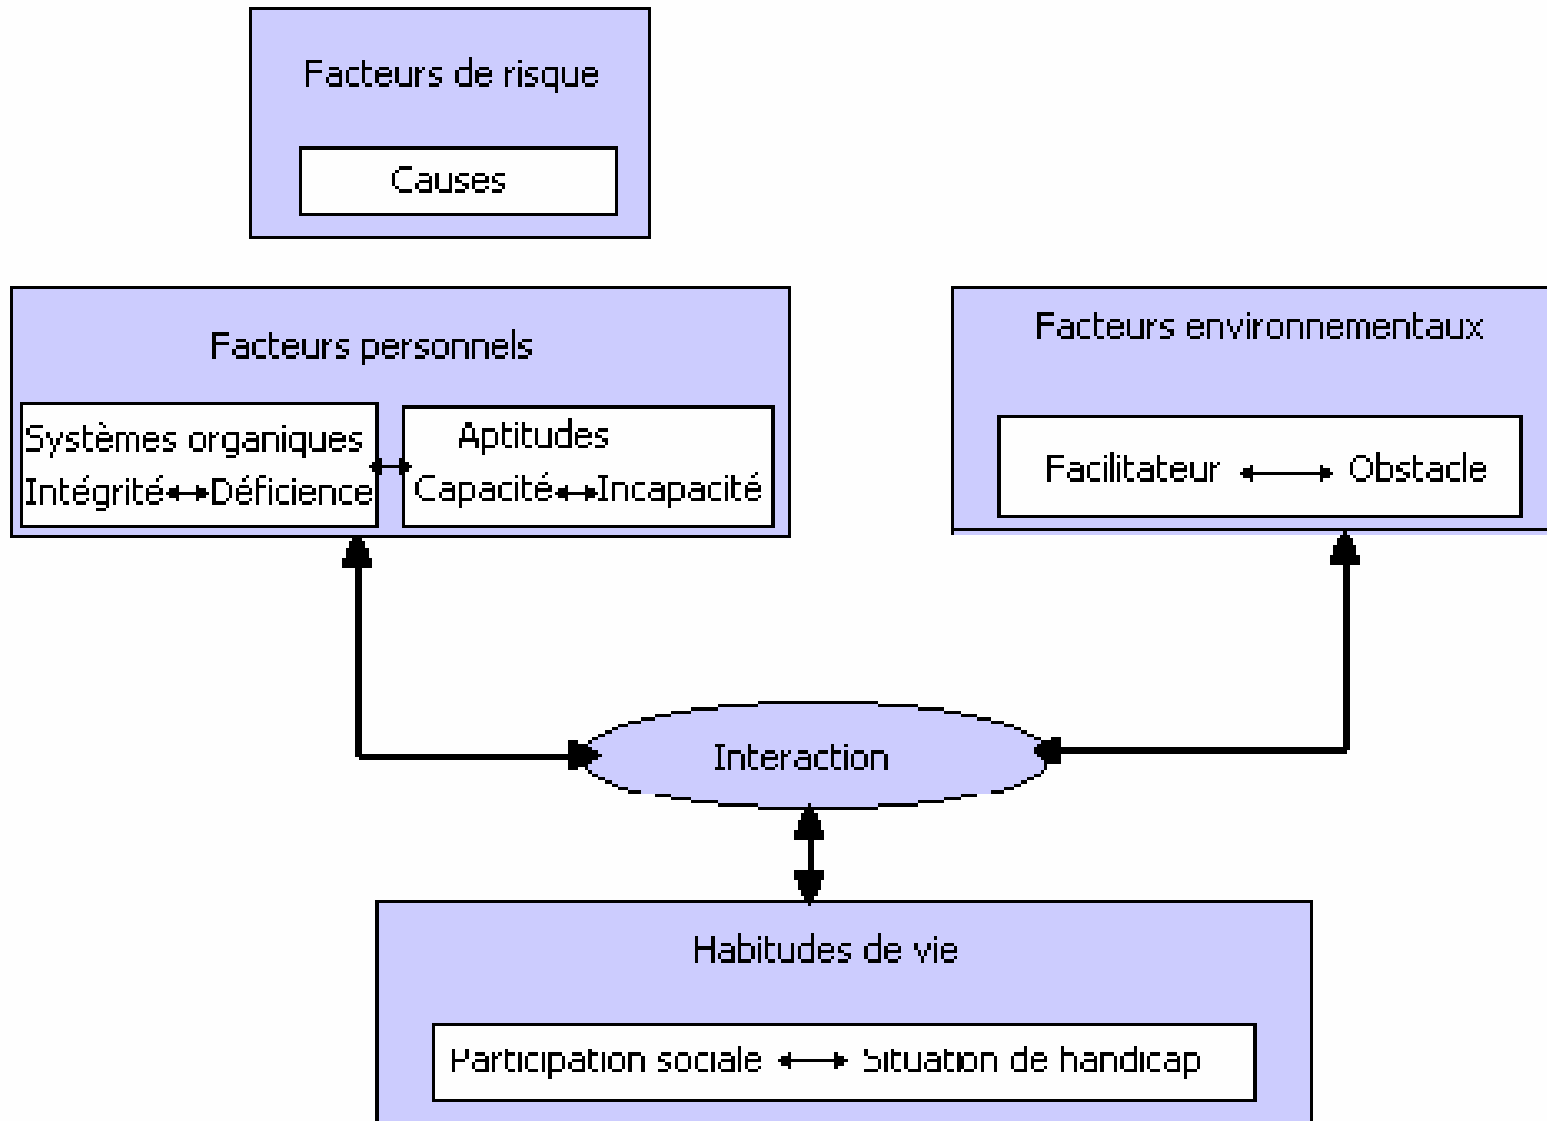 Facteurs de risque
Causes
Facteurs personnels
Systèmes organiques
Intégrité Déficience
Aptitudes
Capacité Incapacité
Facteurs environnementaux
Facilitateur Obstacle
Interaction
Habitudes de vie
Participation sociale Situation de handicap